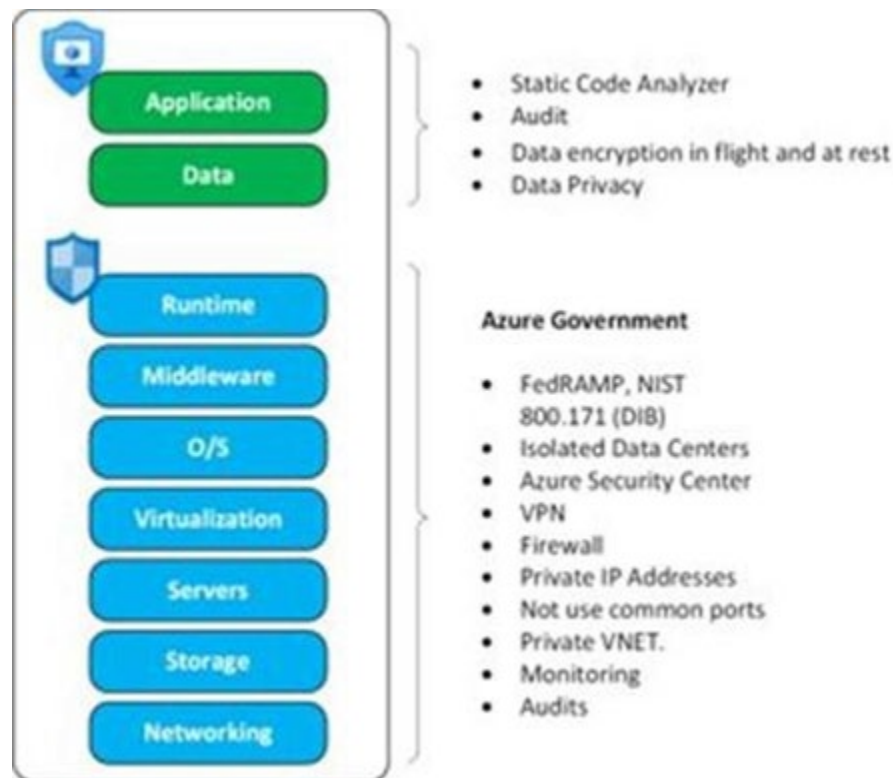 Application
Data
Static Code Analyzer
Audit
Data encryption in flight and at rest
Data Privacy
Runtime
Middleware
O/S
Virtualization
Servers
Storage
Networking
Azure Government
FedRAMP, NIST
800.171 (DIB)
Isolated Data Centers
Azure Security Center
VPN
Firewall
Private IP Addresses
Not use common ports
Private VNET.
Monitoring
Audits